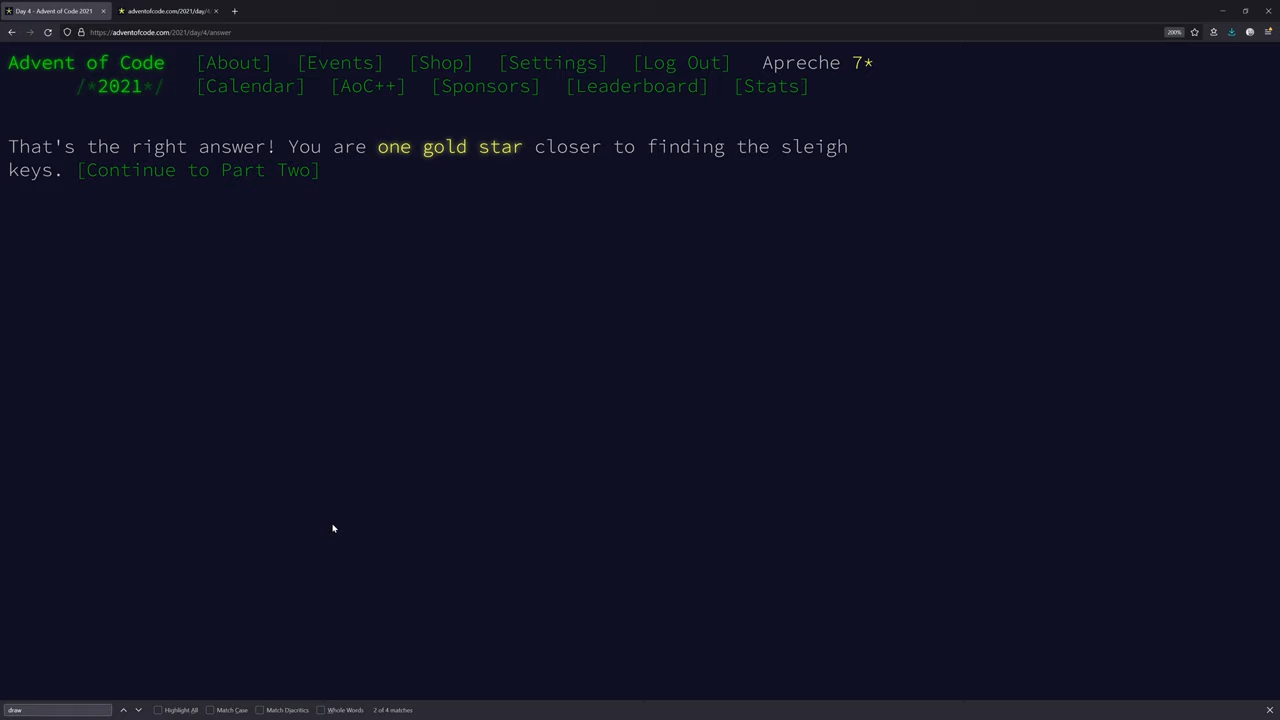 Day 4 - Advent of Code 2021
adventofcode.com/2021/day/4/
https://adventofcode.com/2021/day/4/answer
200%
Advent of Code [About] [Events] [Shop] [Settings] [Log Out] Apreche 7*
/*2021*/ [Calendar] [AoC++] [Sponsors] [Leaderboard] [Stats]
That's the right answer! You are one gold star closer to finding the sleigh
keys. [Continue to Part Two]
draw Highlight All Match Case Match Diacritics Whole Words 2 of 4 matches